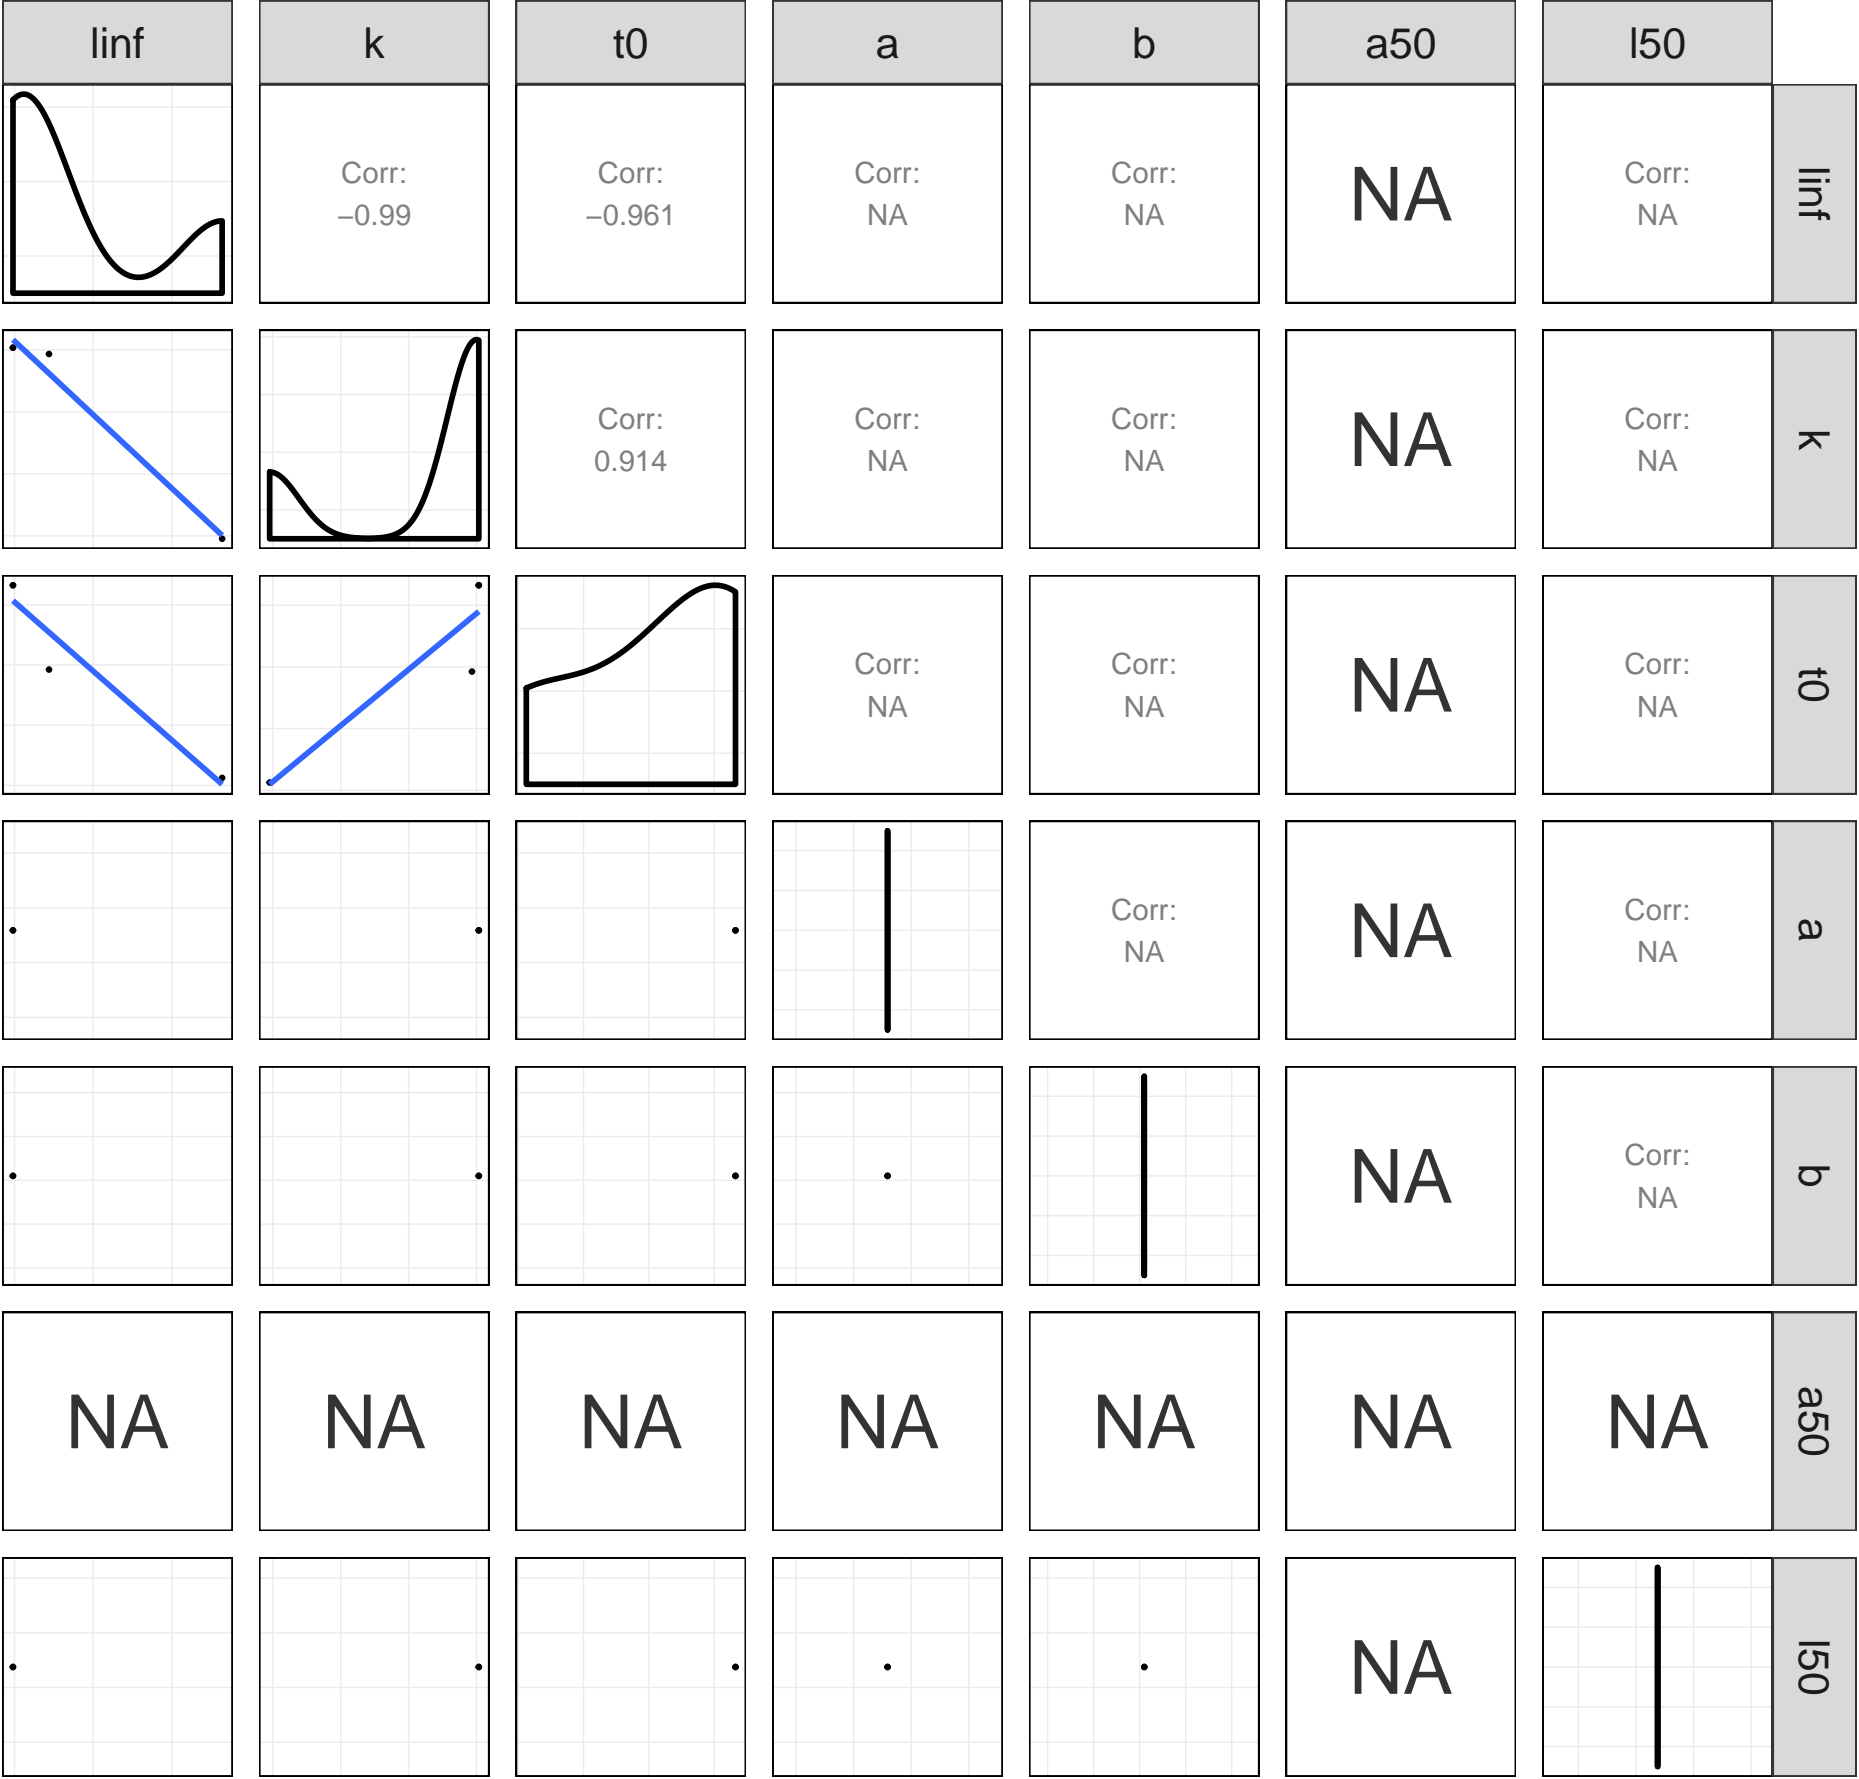 linf k t0 a b a50 l50
Corr: Corr: Corr: Corr: NA Corr: linf
−0.99 −0.961 NA NA NA
Corr: Corr: Corr: NA Corr: k
0.914 NA NA NA
Corr: Corr: NA Corr: t0
NA NA NA
Corr: NA Corr: a
NA NA
NA Corr: b
NA
NA NA NA NA NA NA NA a50
NA l50